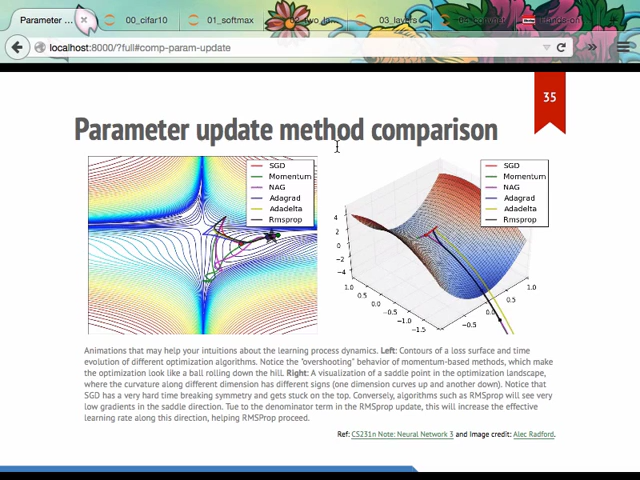 Parameter ...
00_cifar10
01_softmax
03_layers
localhost:8000/?full#comp-param-update
35
Parameter update method comparison
SGD
Momentum
NAG
Adagrad
Adadelta
Rmsprop
SGD
Momentum
NAG
Adagrad
Adadelta
Rmsprop
4
2
0
−2
−4
1.0
0.5
0.0
−0.5
−1.0
−1.5
1.0
0.5
0.0
−0.5
Animations that may help your intuitions about the learning process dynamics. Left: Contours of a loss surface and time
evolution of different optimization algorithms. Notice the "overshooting" behavior of momentum-based methods, which make
the optimization look like a ball rolling down the hill. Right: A visualization of a saddle point in the optimization landscape,
where the curvature along different dimension has different signs (one dimension curves up and another down). Notice that
SGD has a very hard time breaking symmetry and gets stuck on the top. Conversely, algorithms such as RMSprop will see very
low gradients in the saddle direction. Tue to the denominator term in the RMSprop update, this will increase the effective
learning rate along this direction, helping RMSProp proceed.
Ref: CS231n Note: Neural Network 3 and Image credit: Alec Radford.